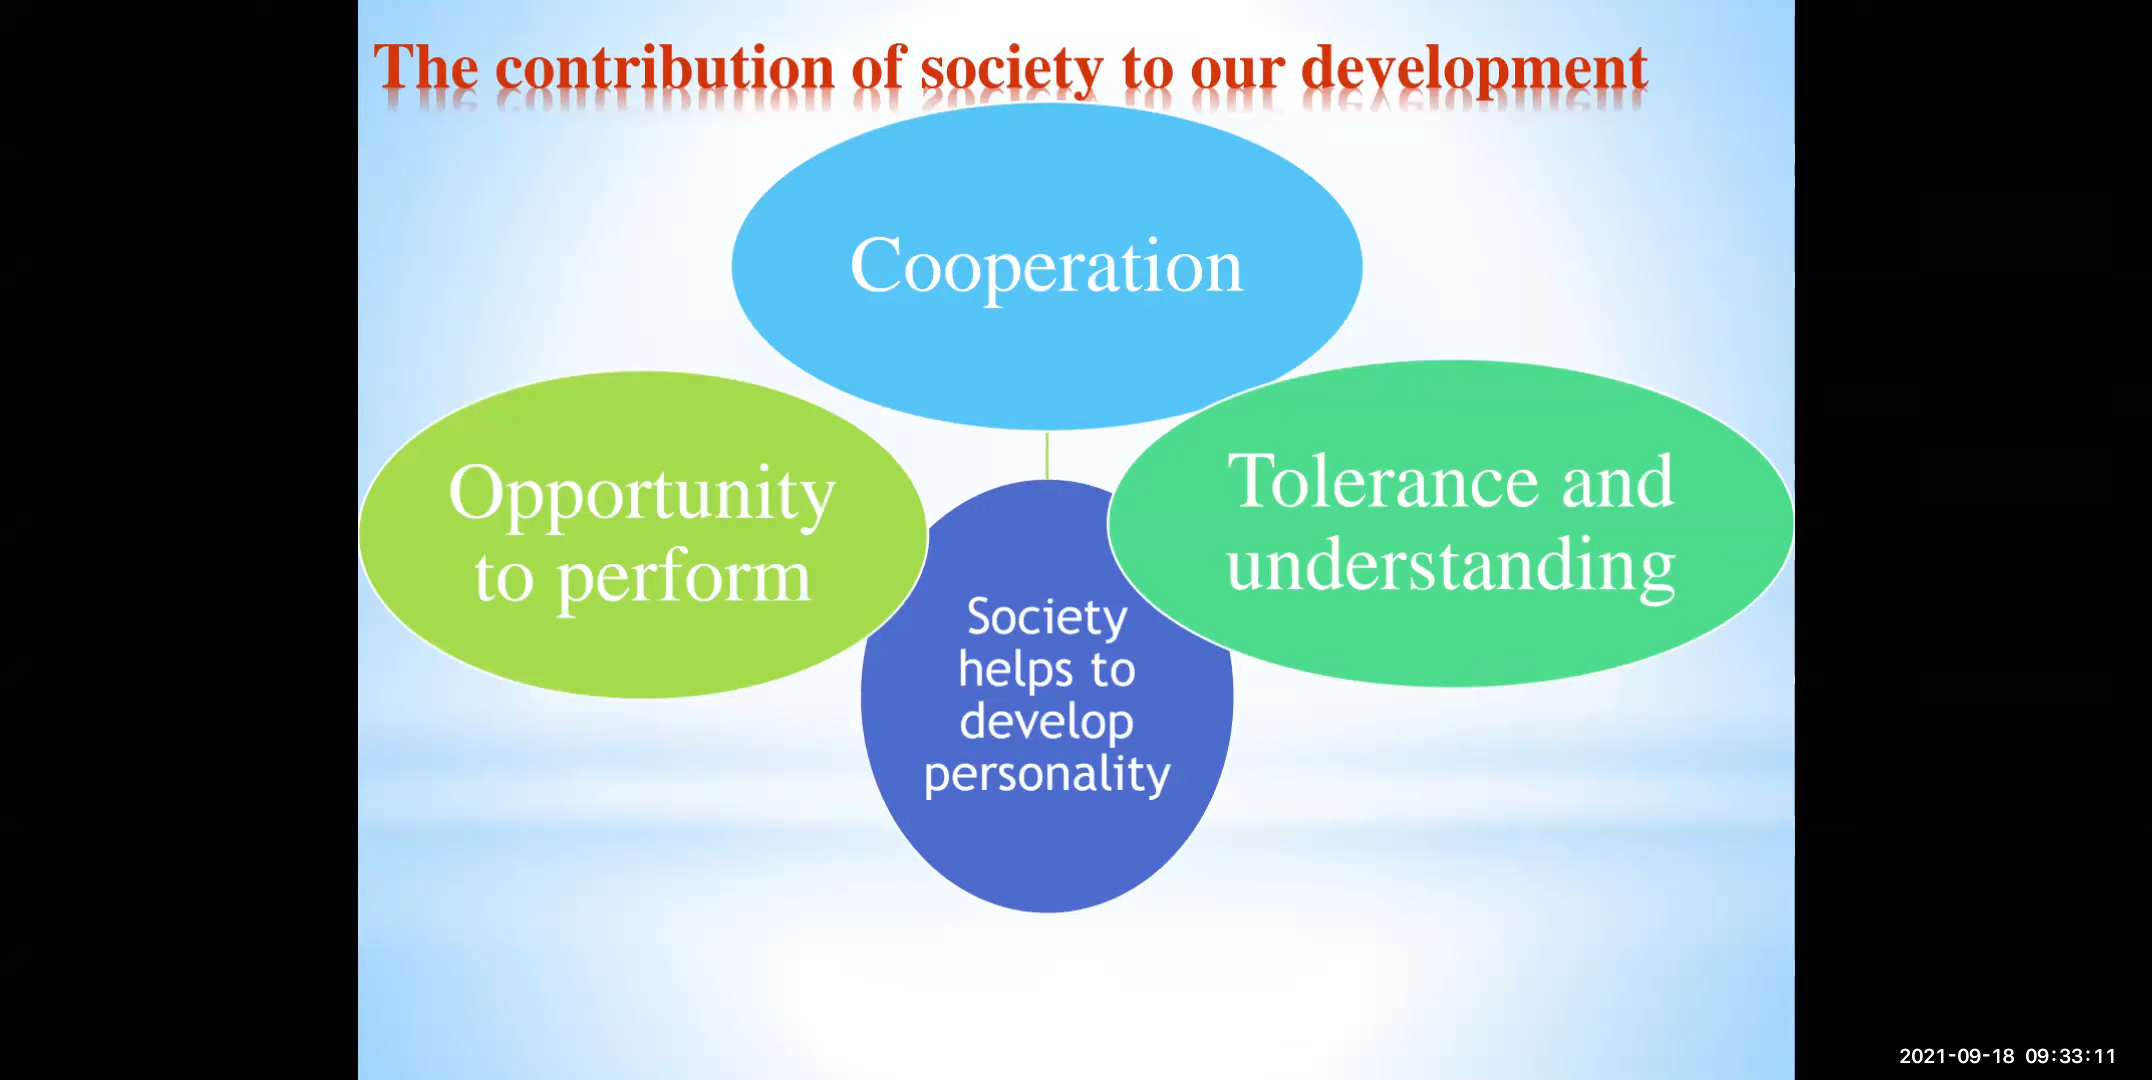 The contribution of society to our development
Cooperation
Opportunity
to perform
Tolerance and
understanding
Society
helps to
develop
personality
2021-09-18 09:33:11